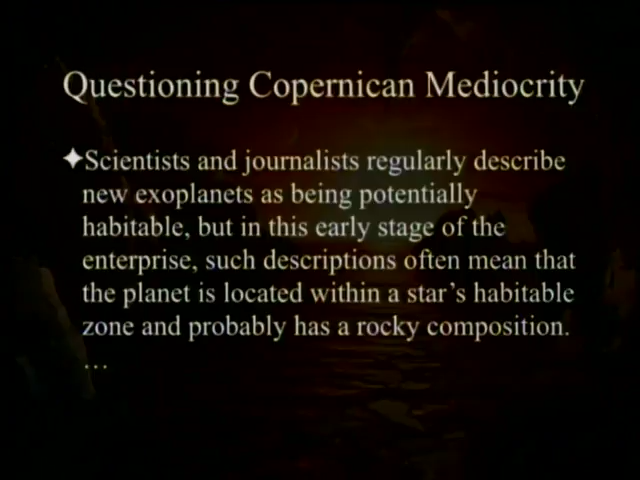 Questioning Copernican Mediocrity
✦Scientists and journalists regularly describe
new exoplanets as being potentially
habitable, but in this early stage of the
enterprise, such descriptions often mean that
the planet is located within a star’s habitable
zone and probably has a rocky composition.
…